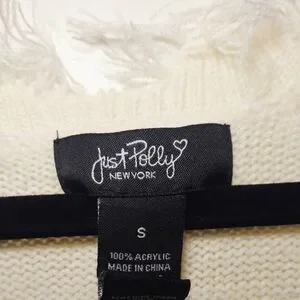 Just Polly
NEW YORK
S
100% ACRYLIC
MADE IN CHINA